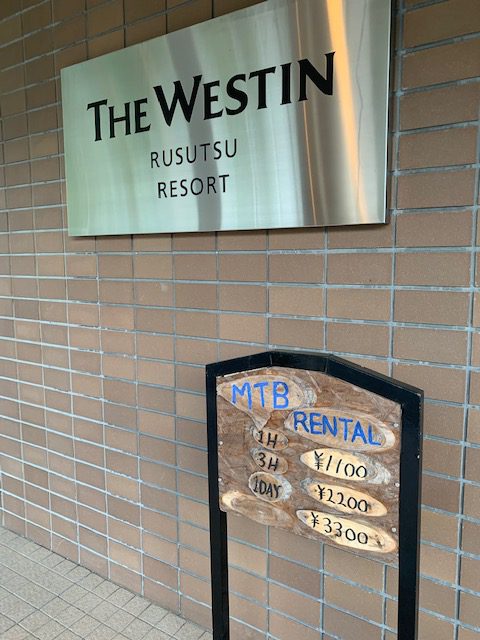 THE WESTIN
RUSUTSU
RESORT
MTB
RENTAL
1H ¥1100
3H ¥2200
1DAY ¥3300